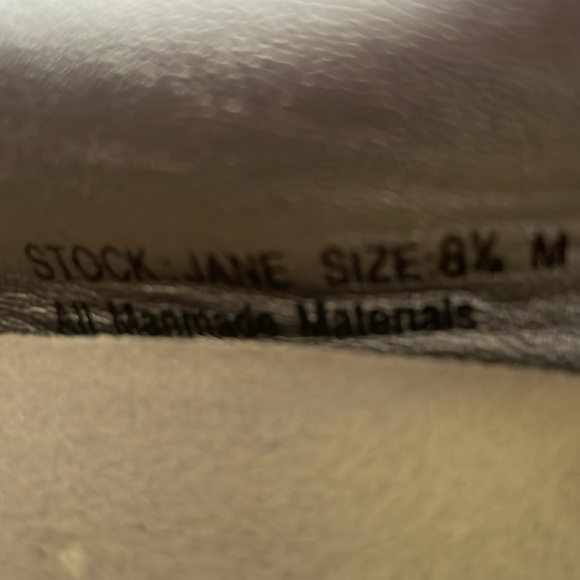 STOCK: JANE SIZE: 8½ M
All Manmade Materials